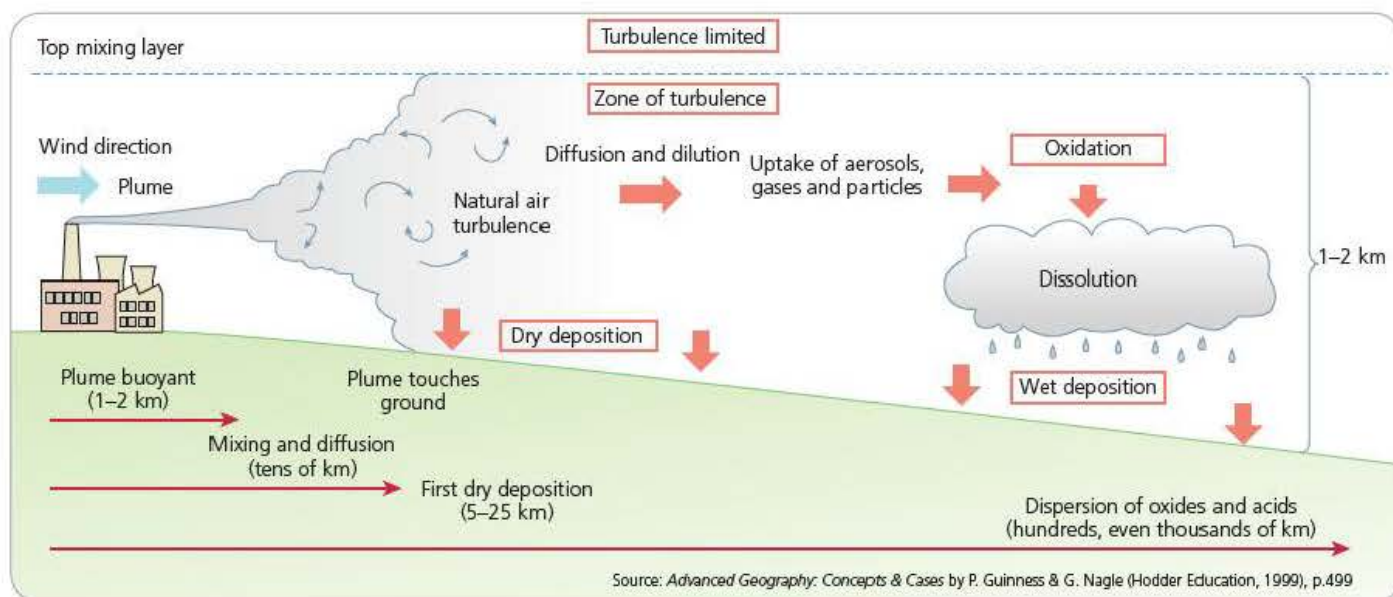 Top mixing layer
Turbulence limited
Zone of turbulence
Wind direction
Plume
Natural air
turbulence
Diffusion and dilution
Uptake of aerosols,
gases and particles
Oxidation
Dissolution
1–2 km
Dry deposition
Wet deposition
Plume buoyant
(1–2 km)
Plume touches
ground
Mixing and diffusion
(tens of km)
First dry deposition
(5–25 km)
Dispersion of oxides and acids
(hundreds, even thousands of km)
Source: Advanced Geography: Concepts & Cases by P. Guinness & G. Nagle (Hodder Education, 1999), p.499